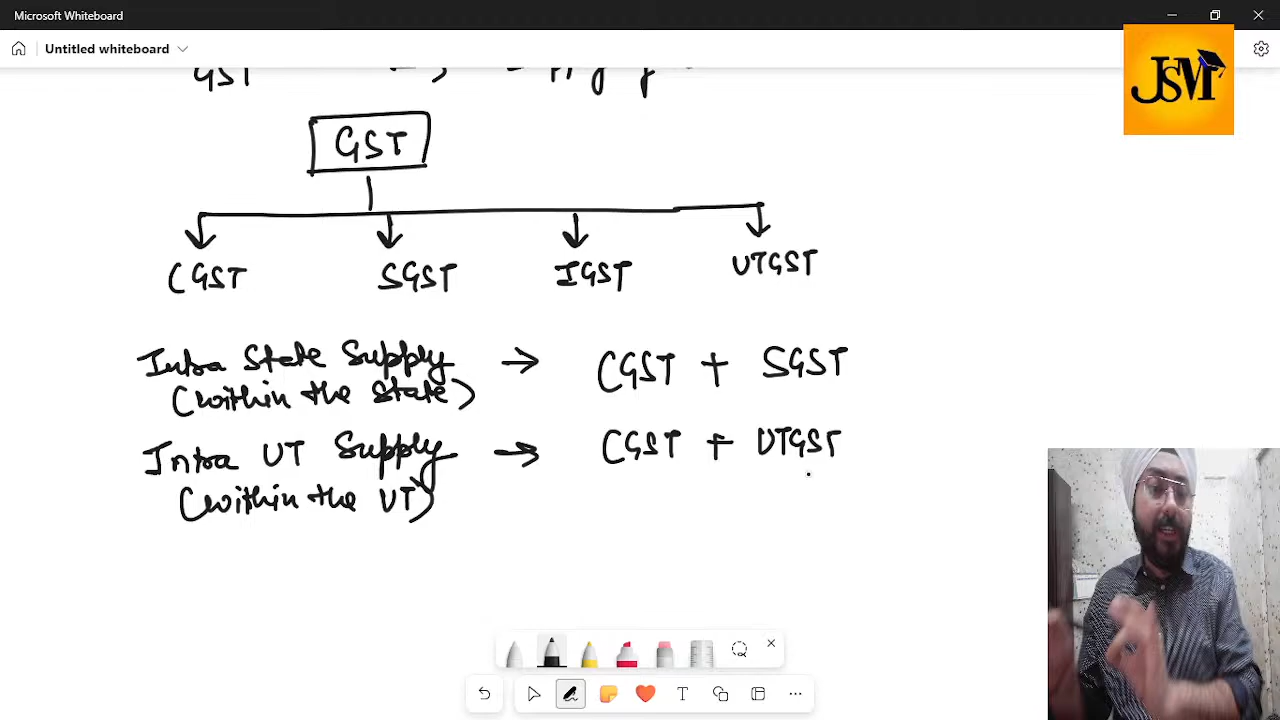 Microsoft Whiteboard
Untitled whiteboard
JSM
GST
GST
CGST SGST IGST UTGST
Intra State Supply → CGST + SGST
(within the State)
Intra UT Supply → CGST + UTGST
(within the UT)